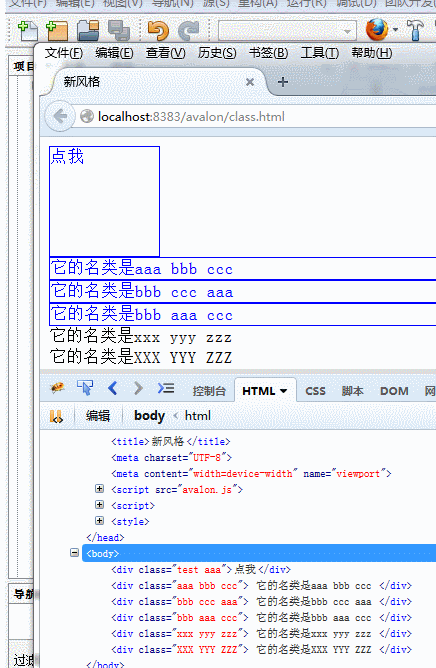 文件(F) 编辑(E) 视图(V) 导航(N) 源(S) 重构(A) 运行(R) 调试(D) 团队开发(
项目
文件(F) 编辑(E) 查看(V) 历史(S) 书签(B) 工具(T) 帮助(H)
新风格
localhost:8383/avalon/class.html
点我
它的名类是aaa bbb ccc
它的名类是bbb ccc aaa
它的名类是bbb aaa ccc
它的名类是xxx yyy zzz
它的名类是XXX YYY ZZZ
控制台 HTML CSS 脚本 DOM 网
编辑 body < html
<title>新风格</title>
<meta charset="UTF-8">
<meta content="width=device-width" name="viewport">
<script src="avalon.js">
<script>
<style>
</head>
<body>
<div class="test aaa">点我</div>
<div class="aaa bbb ccc"> 它的名类是aaa bbb ccc </div>
<div class="bbb ccc aaa"> 它的名类是bbb ccc aaa </div>
<div class="bbb aaa ccc"> 它的名类是bbb aaa ccc </div>
<div class="xxx yyy zzz"> 它的名类是xxx yyy zzz </div>
<div class="XXX YYY ZZZ"> 它的名类是XXX YYY ZZZ </div>
</body>
导航
过滤